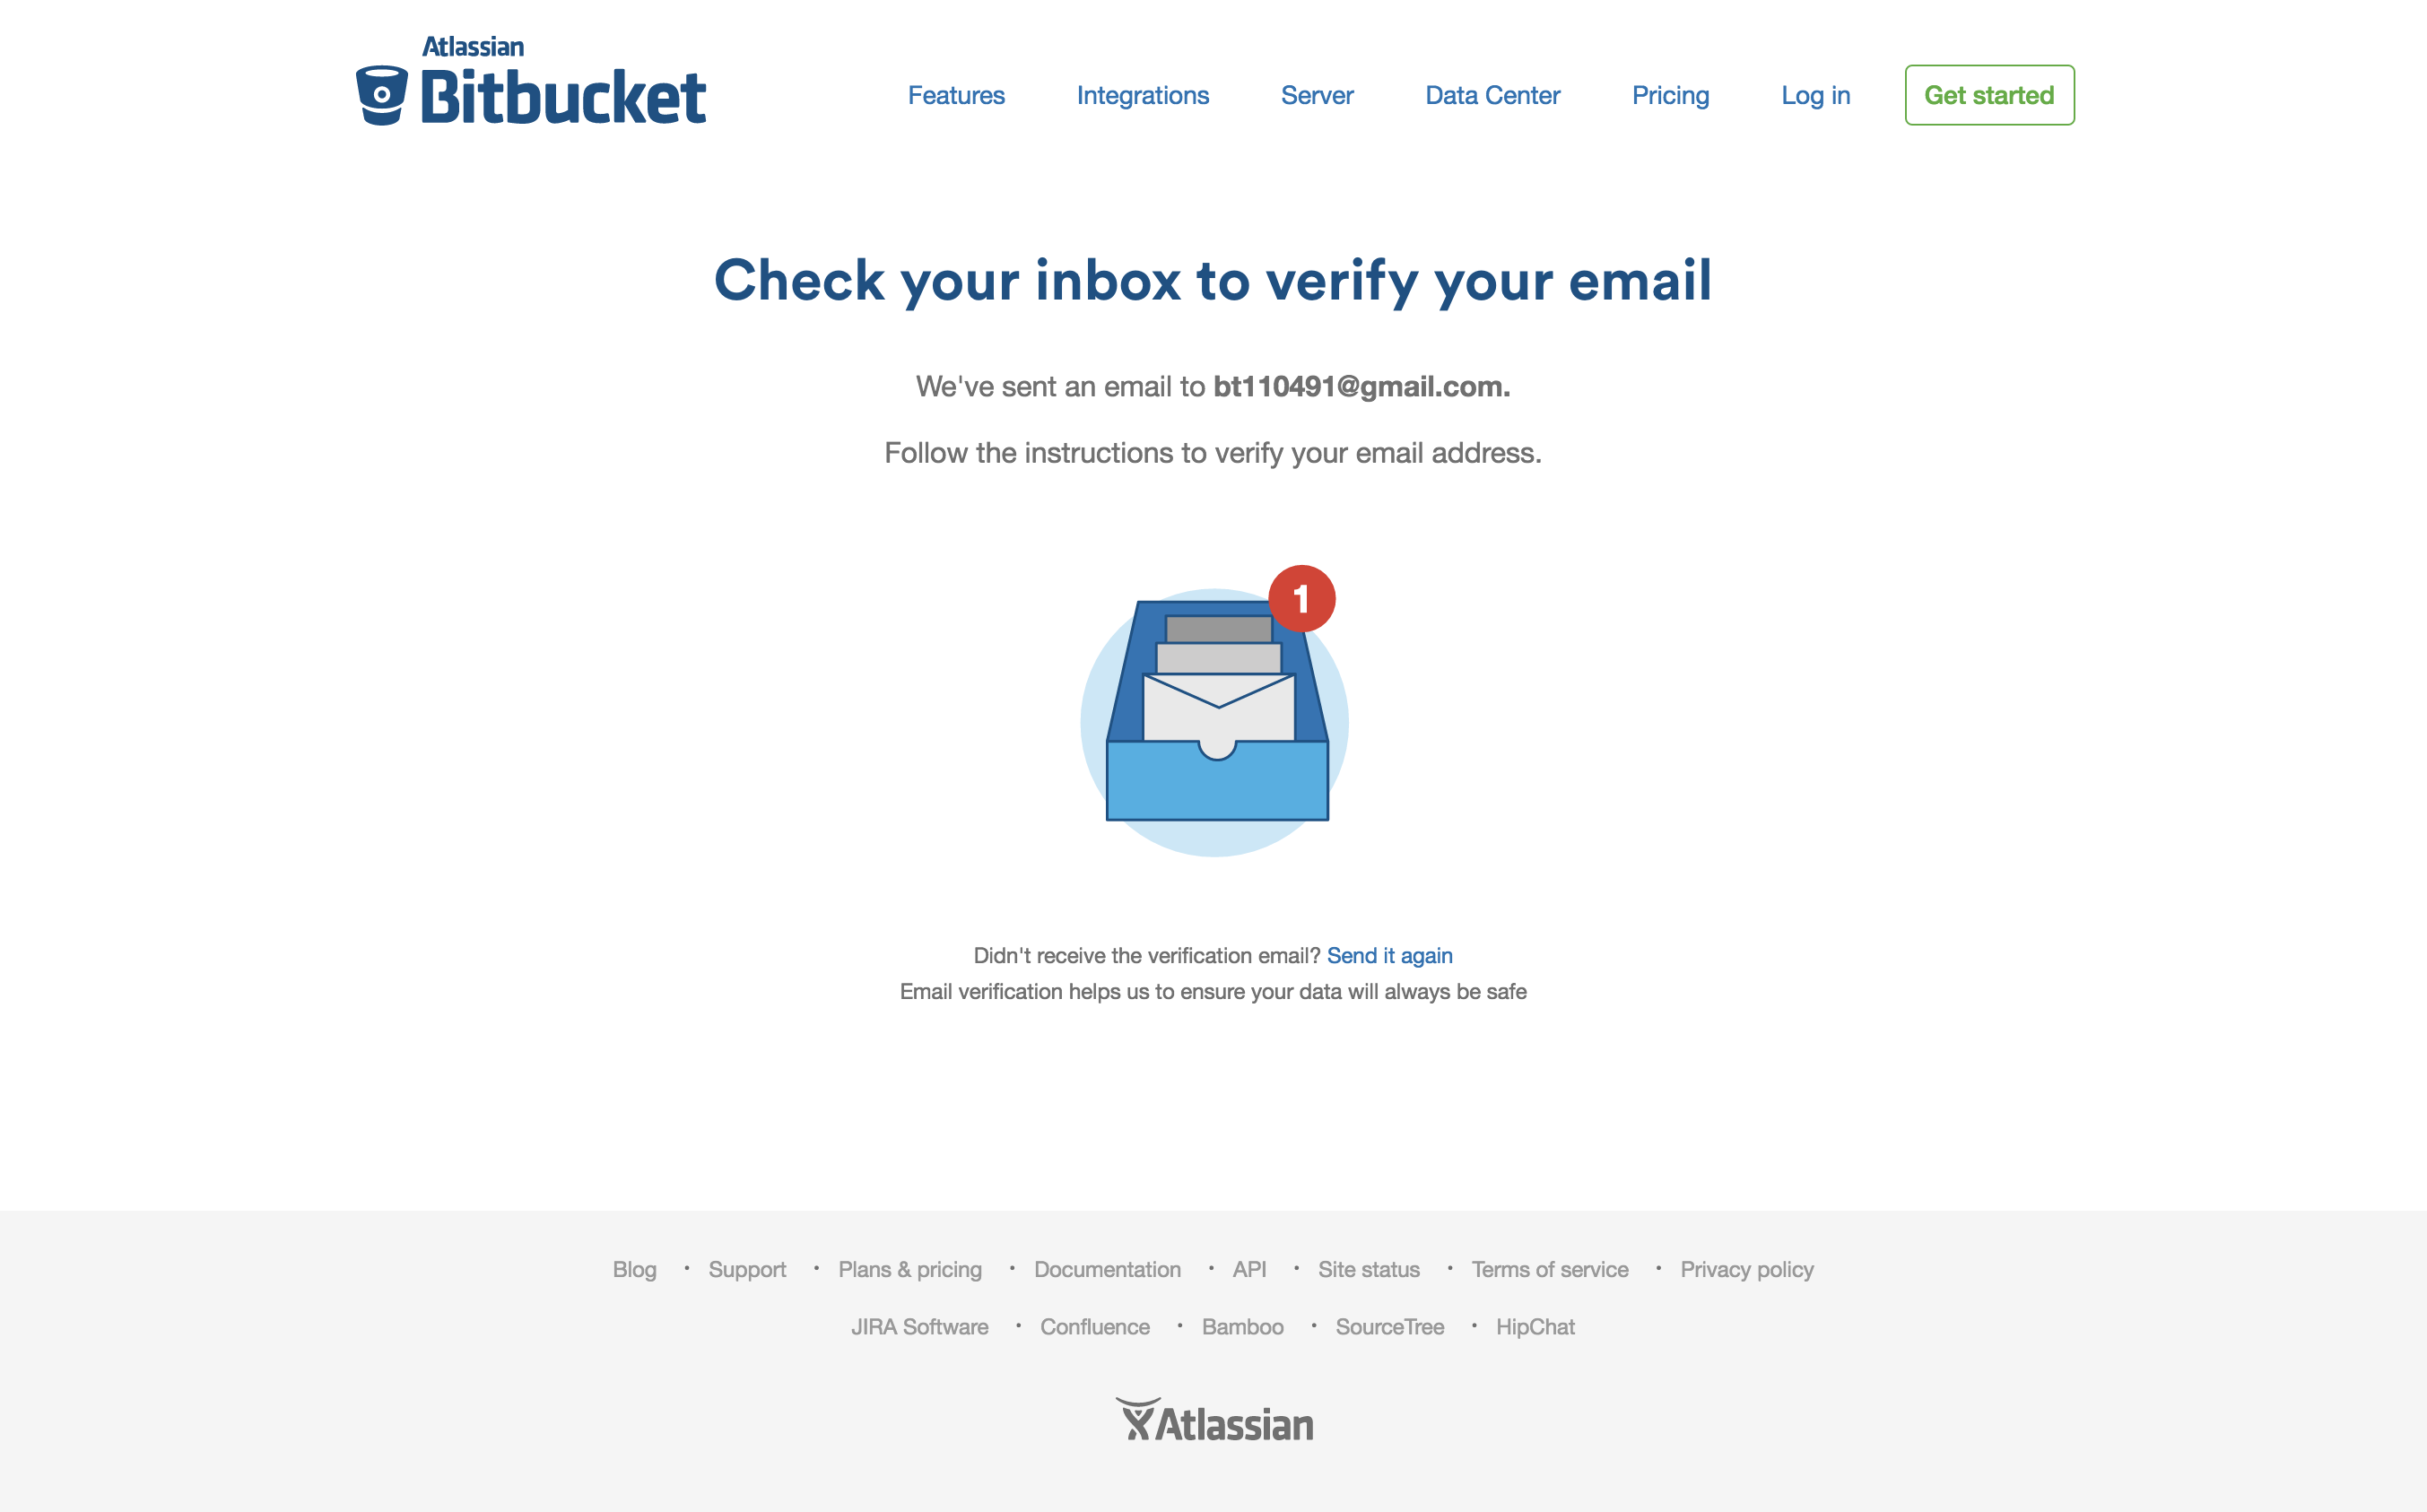 Atlassian
Bitbucket
Features Integrations Server Data Center Pricing Log in Get started
Check your inbox to verify your email
We've sent an email to bt110491@gmail.com.
Follow the instructions to verify your email address.
1
Didn't receive the verification email? Send it again
Email verification helps us to ensure your data will always be safe
Blog • Support • Plans & pricing • Documentation • API • Site status • Terms of service • Privacy policy
JIRA Software • Confluence • Bamboo • SourceTree • HipChat
Atlassian